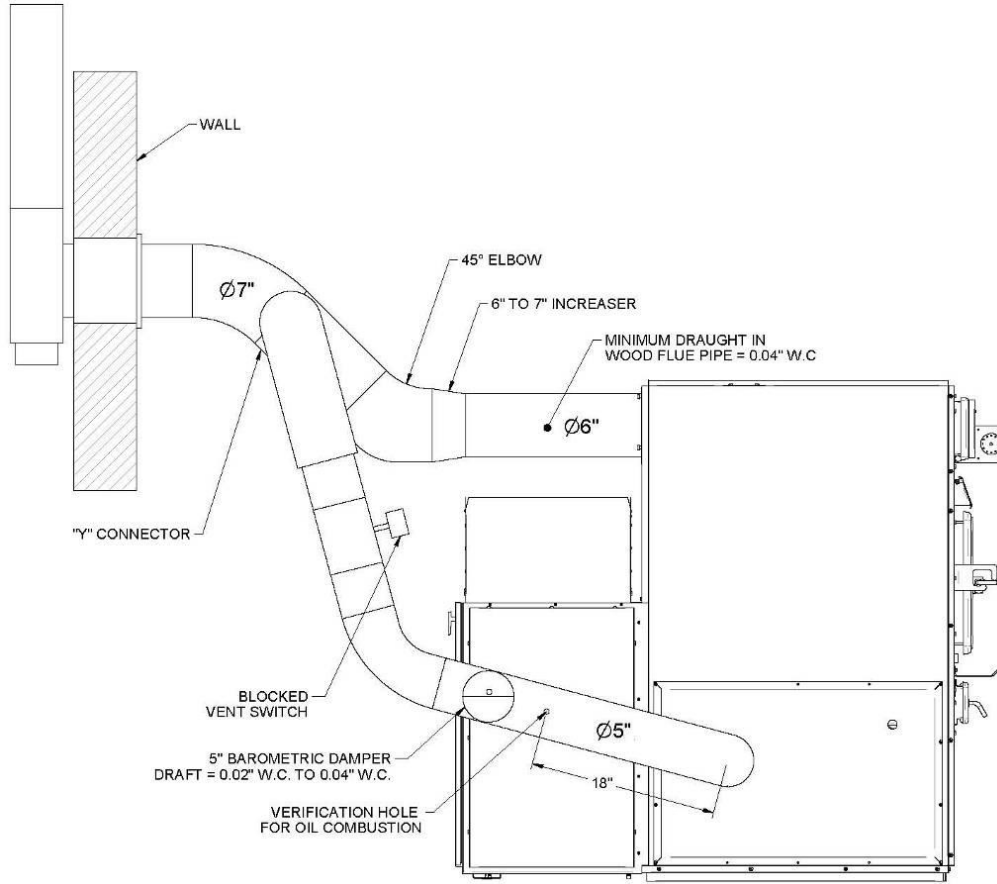 WALL
Ø7"
45° ELBOW
6" TO 7" INCREASER
MINIMUM DRAUGHT IN
WOOD FLUE PIPE = 0.04" W.C
Ø6"
"Y" CONNECTOR
BLOCKED
VENT SWITCH
Ø5"
5" BAROMETRIC DAMPER
DRAFT = 0.02" W.C. TO 0.04" W.C.
18"
VERIFICATION HOLE
FOR OIL COMBUSTION